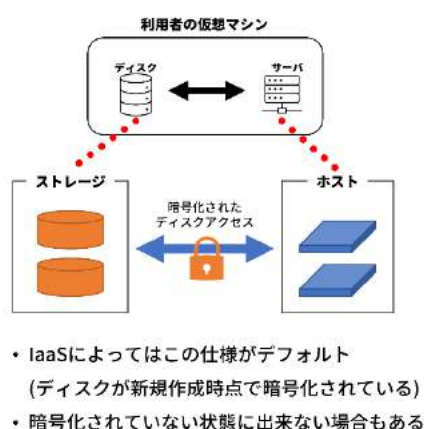 利用者の仮想マシン
ディスク
サーバ
ストレージ
ホスト
暗号化された
ディスクアクセス
・ IaaSによってはこの仕様がデフォルト
(ディスクが新規作成時点で暗号化されている)
・ 暗号化されていない状態に出来ない場合もある